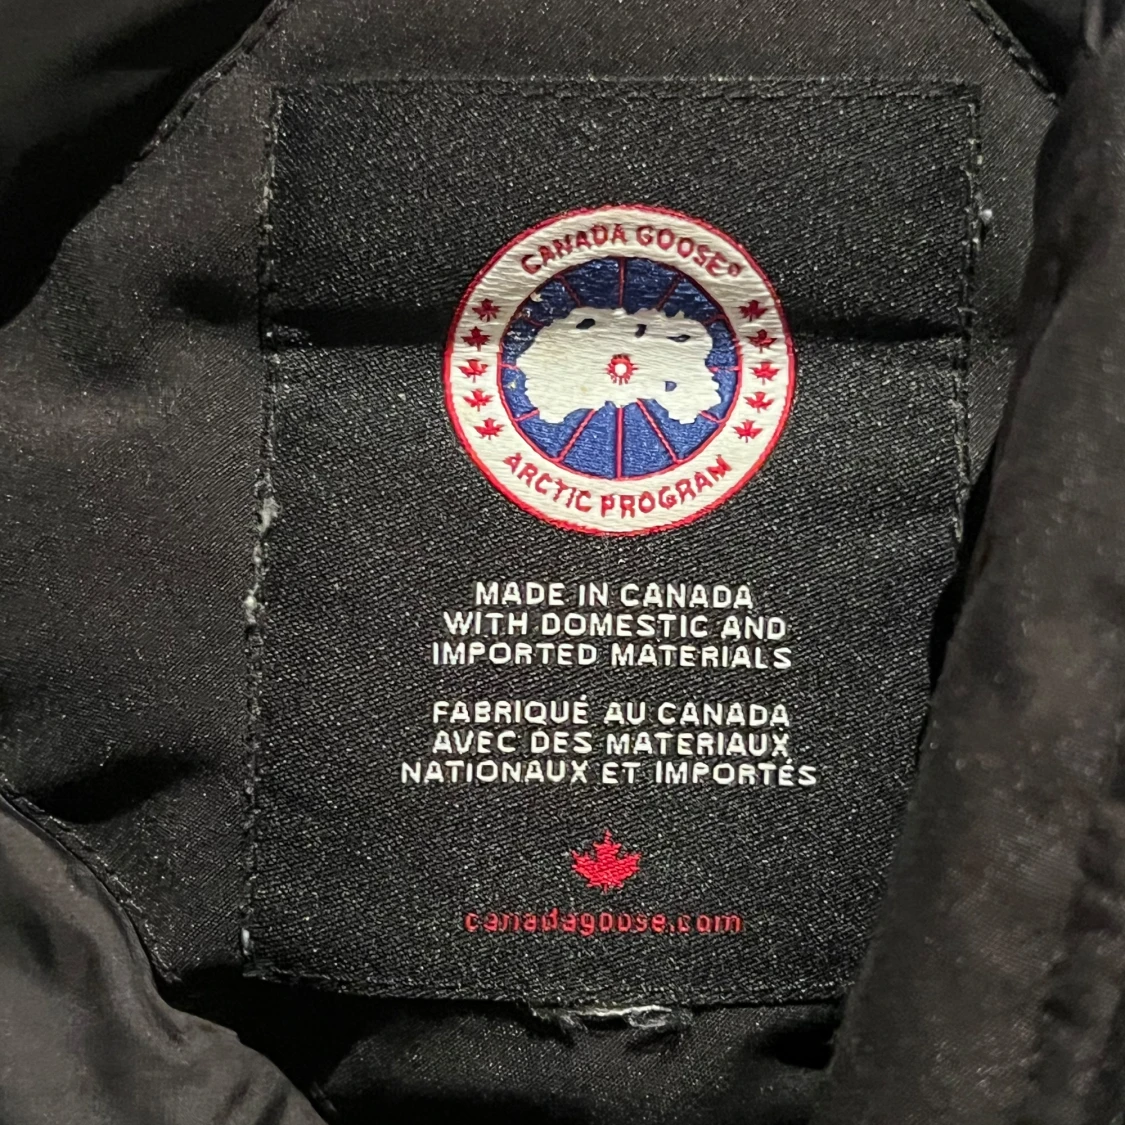 CANADA GOOSE®
ARCTIC PROGRAM
MADE IN CANADA
WITH DOMESTIC AND
IMPORTED MATERIALS
FABRIQUÉ AU CANADA
AVEC DES MATERIAUX
NATIONAUX ET IMPORTÉS
canadagoose.com